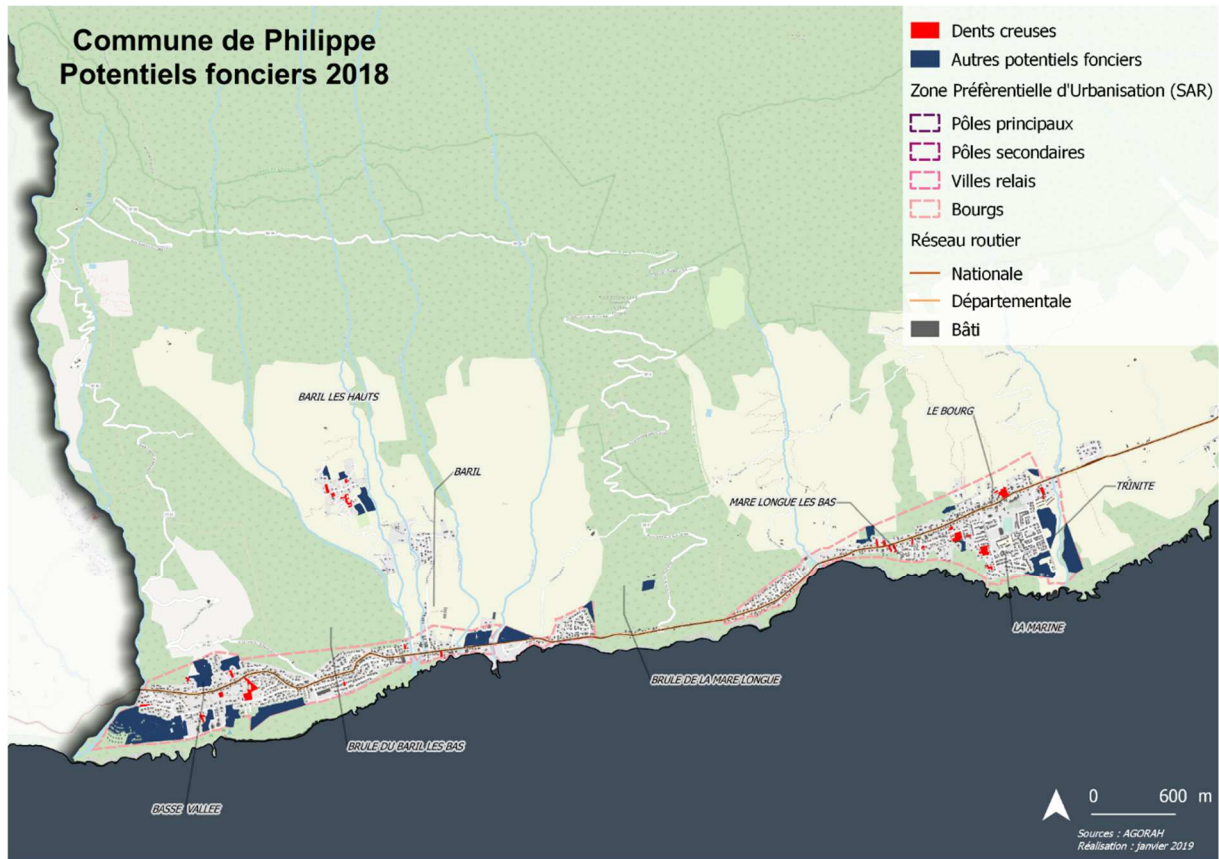 Commune de Philippe
Potentiels fonciers 2018
Dents creuses
Autres potentiels fonciers
Zone Préfèrentielle d'Urbanisation (SAR)
Pôles principaux
Pôles secondaires
Villes relais
Bourgs
Réseau routier
Nationale
Départementale
Bâti
BARIL LES HAUTS
LE BOURG
BARIL
TRINITE
MARE LONGUE LES BAS
LA MARINE
BRULE DE LA MARE LONGUE
BRULE DU BARIL LES BAS
BASSE VALLEE
0 600 m
Sources : AGORAH
Réalisation : janvier 2019